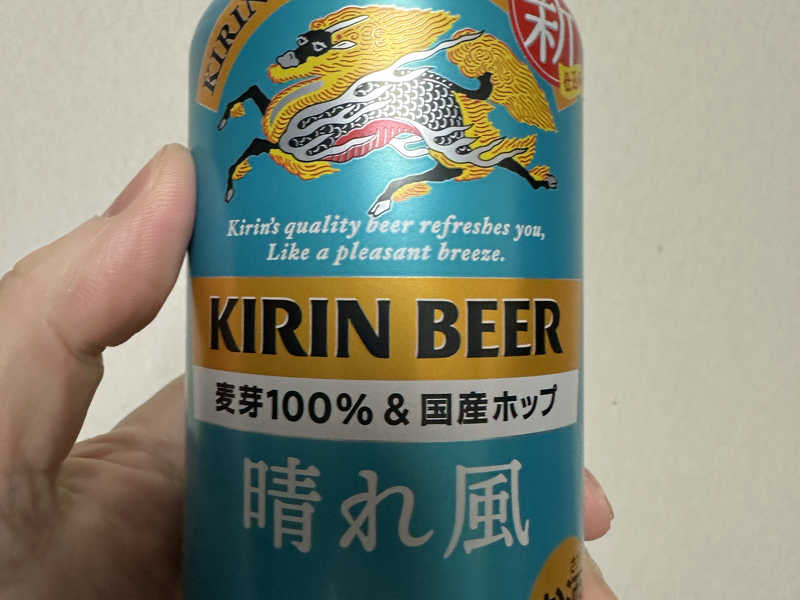 KIRIN
新
Kirin's quality beer refreshes you,
Like a pleasant breeze.
KIRIN BEER
麦芽100% & 国産ホップ
晴れ風